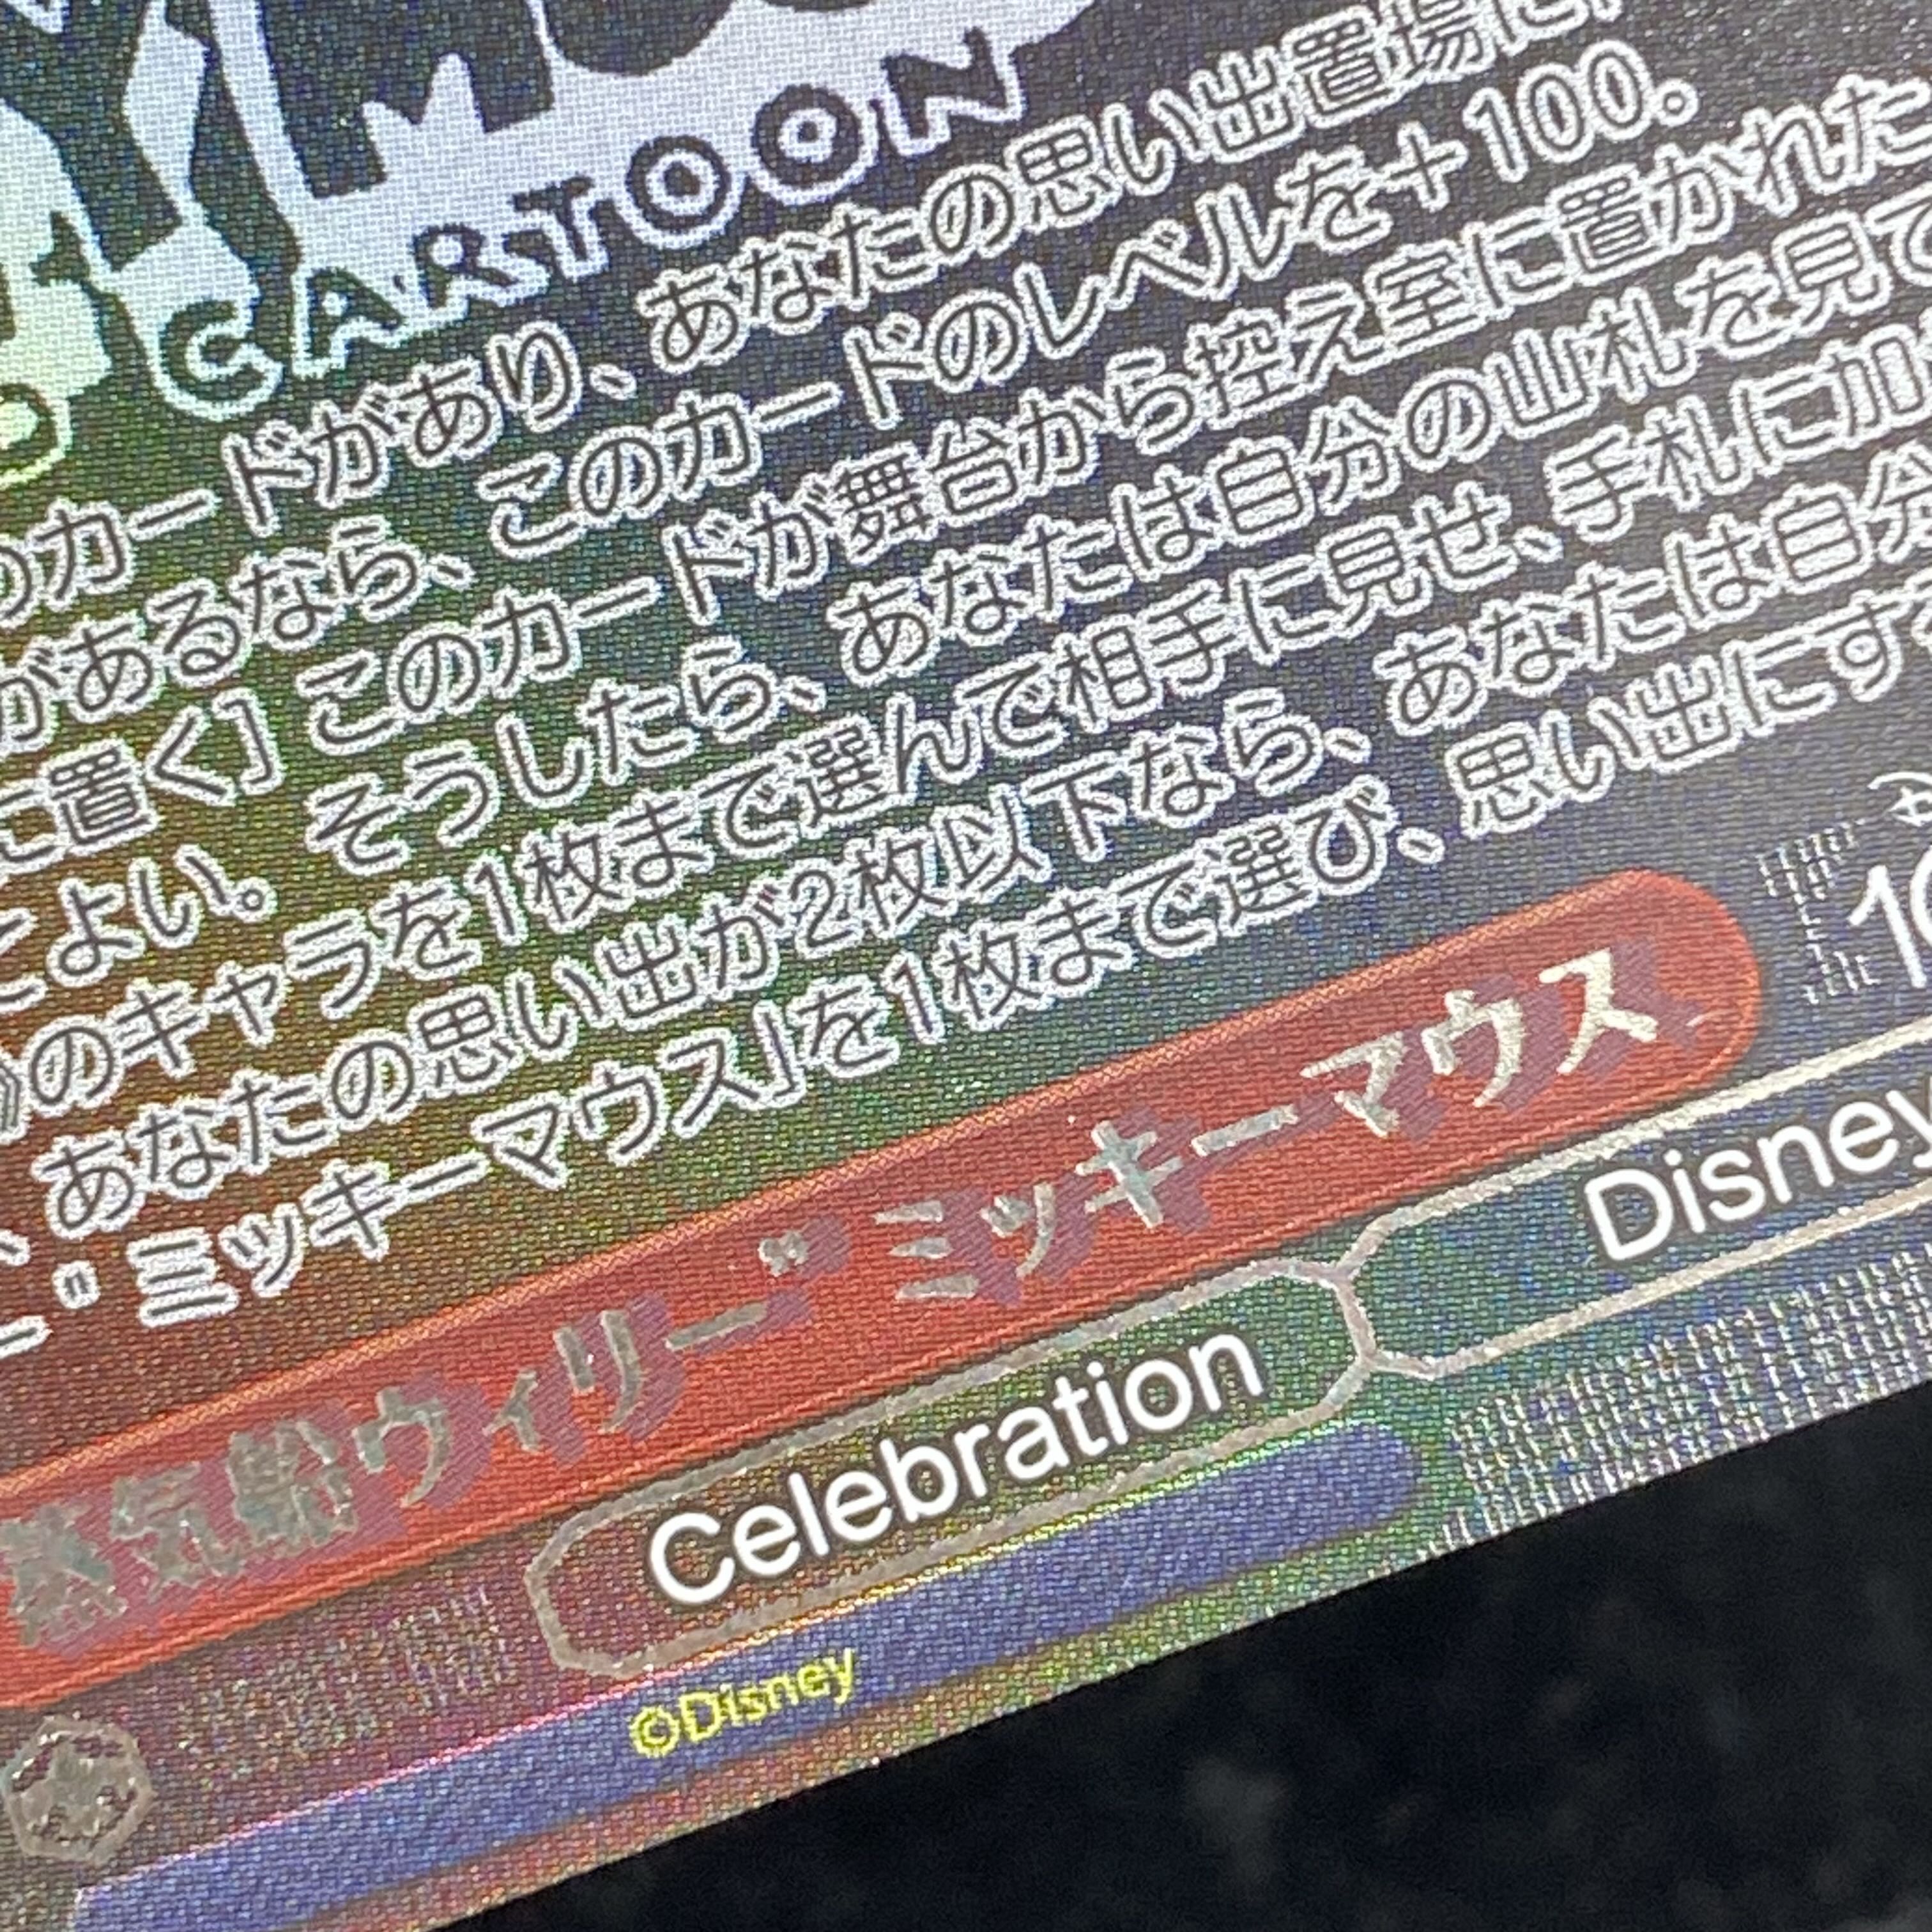 CARTOON
のカードがあり、あなたの思い出置場に
があるなら、このカードのレベルを+100。
に置く］ このカードが舞台から控え室に置かれた
てよい。そうしたら、あなたは自分の山札を見て
》のキャラを1枚まで選んで相手に見せ、手札に加
、あなたの思い出が2枚以下なら、あなたは自分
ー" ミッキーマウス」を1枚まで選び、思い出にす
蒸気船ウィリー" ミッキーマウス
Celebration
Disney
©Disney